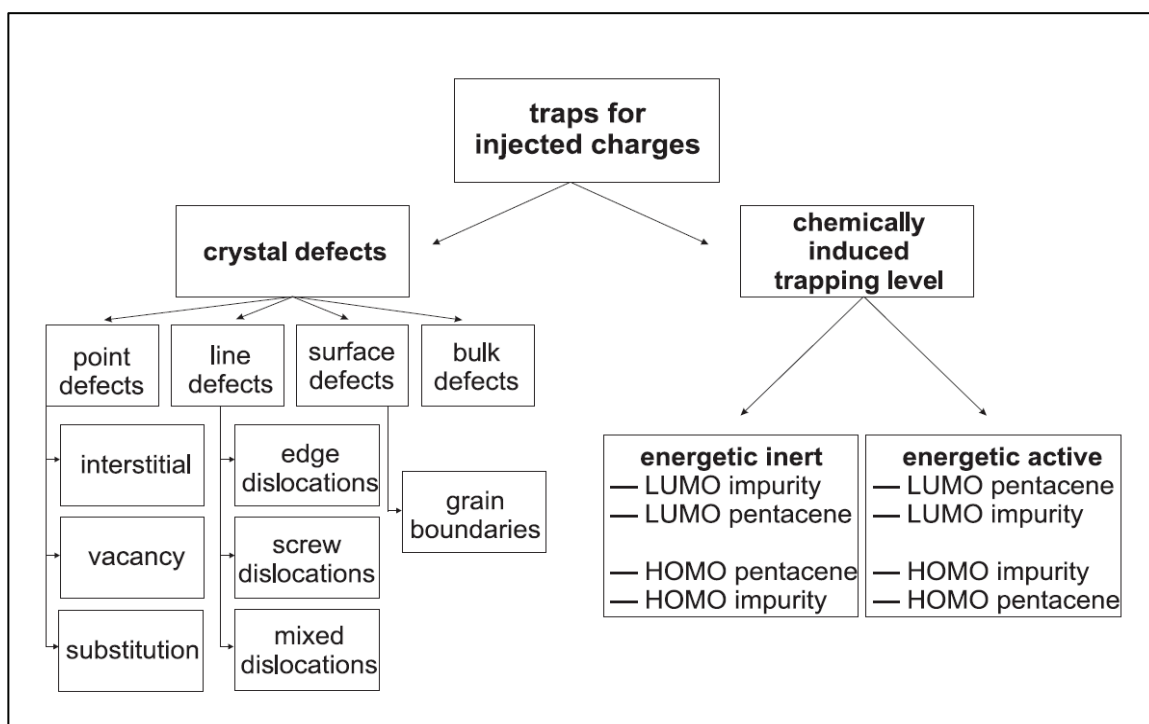 traps for
injected charges
crystal defects
chemically
induced
trapping level
point
defects
line
defects
surface
defects
bulk
defects
interstitial
vacancy
substitution
edge
dislocations
screw
dislocations
mixed
dislocations
grain
boundaries
energetic inert
— LUMO impurity
— LUMO pentacene
— HOMO pentacene
— HOMO impurity
energetic active
— LUMO pentacene
— LUMO impurity
— HOMO impurity
— HOMO pentacene